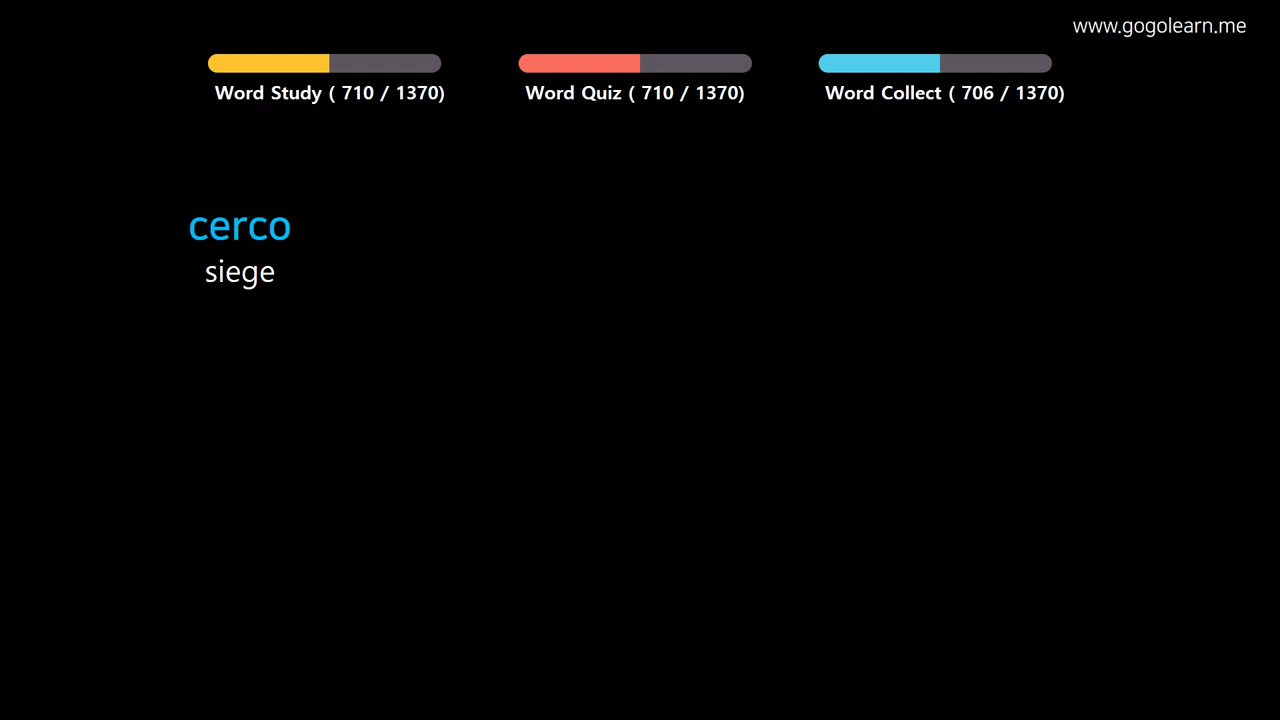 www.gogolearn.me
Word Study ( 710 / 1370)
Word Quiz ( 710 / 1370)
Word Collect ( 706 / 1370)
cerco
siege